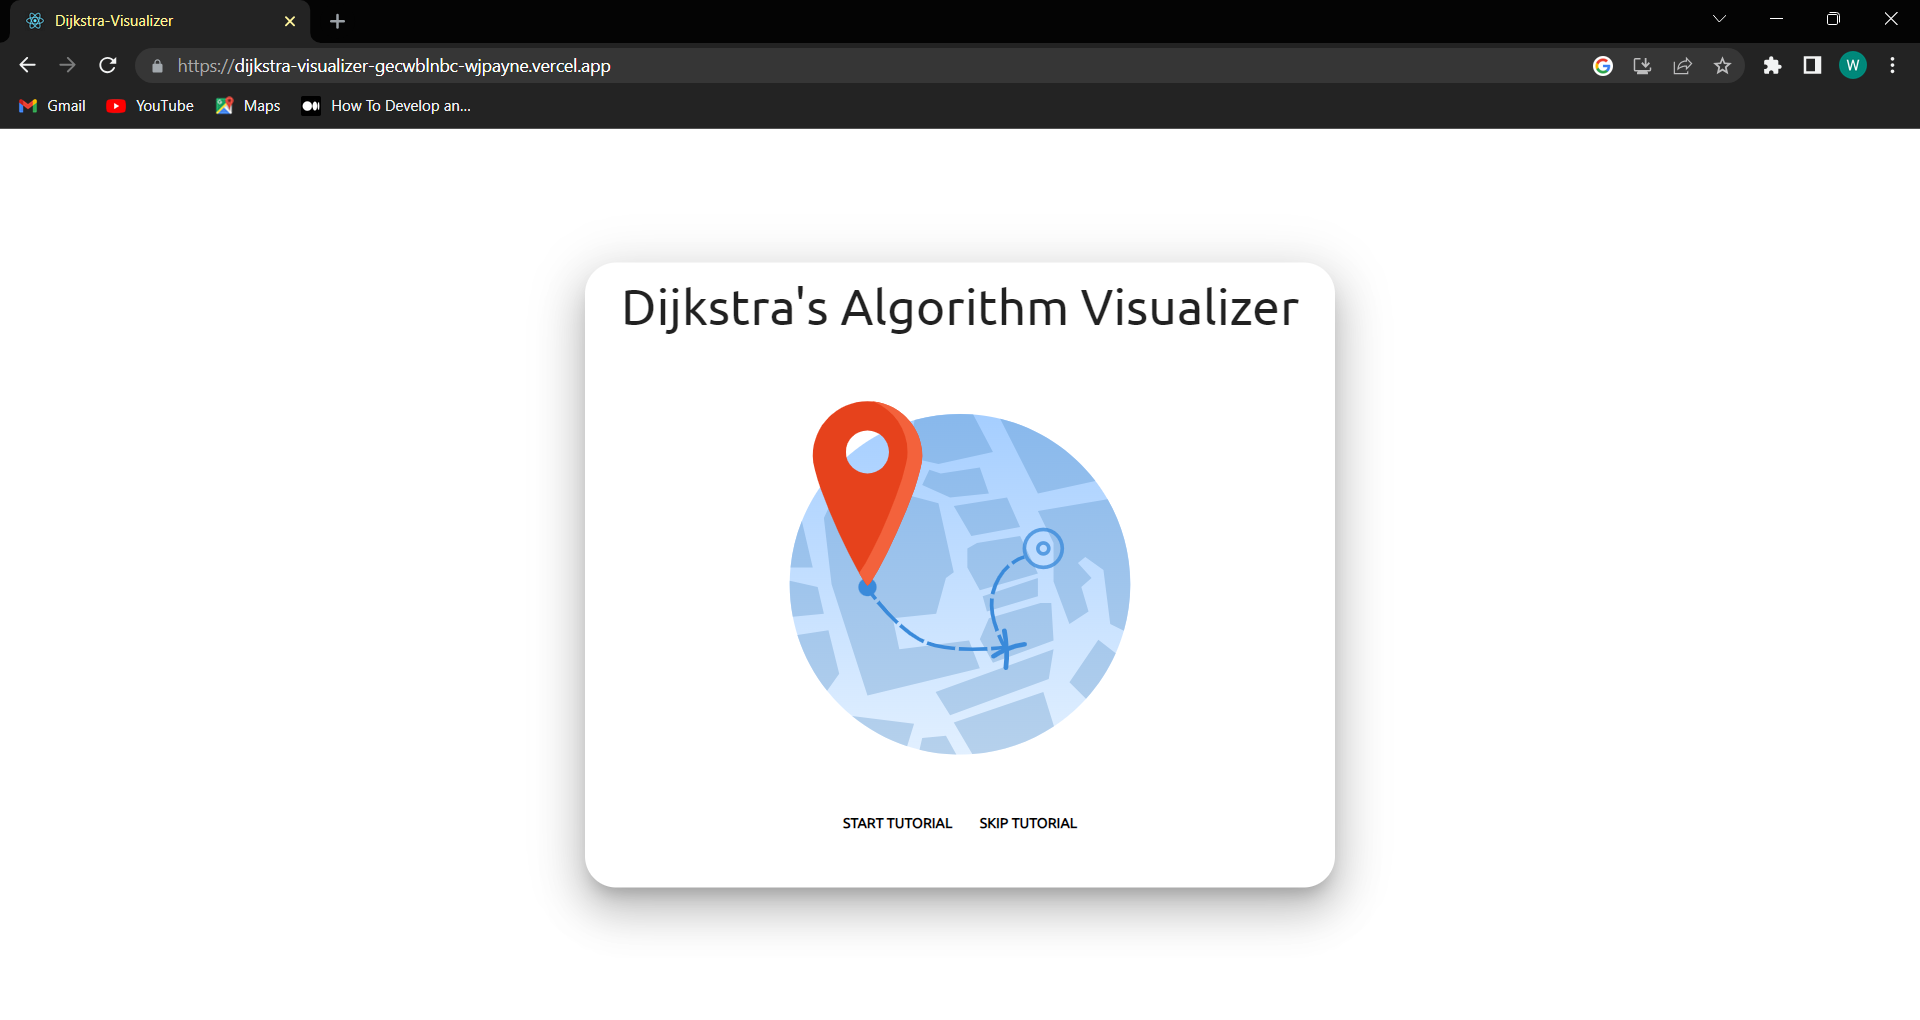 Dijkstra-Visualizer
https://dijkstra-visualizer-gecwblnbc-wjpayne.vercel.app
W
Gmail YouTube Maps How To Develop an...
Dijkstra's Algorithm Visualizer
START TUTORIAL SKIP TUTORIAL